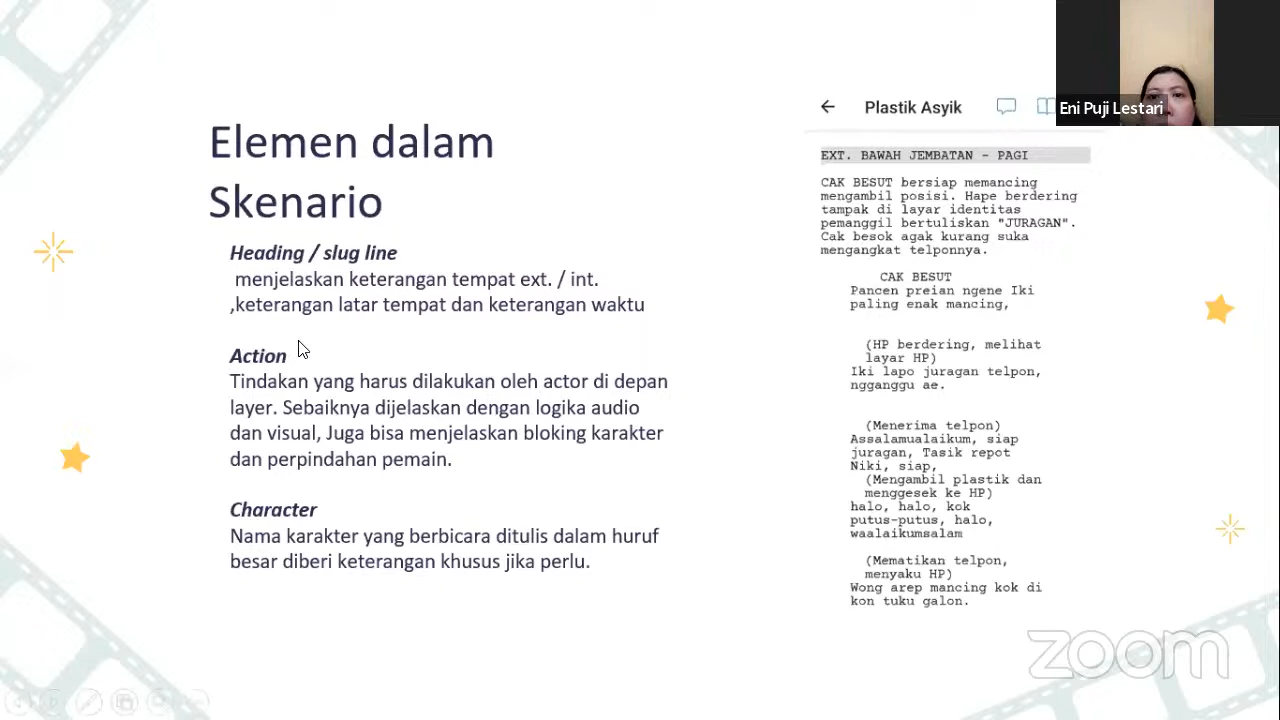 Elemen dalam
Skenario
Heading / slug line
menjelaskan keterangan tempat ext. / int.
,keterangan latar tempat dan keterangan waktu
Action
Tindakan yang harus dilakukan oleh actor di depan
layer. Sebaiknya dijelaskan dengan logika audio
dan visual, Juga bisa menjelaskan bloking karakter
dan perpindahan pemain.
Character
Nama karakter yang berbicara ditulis dalam huruf
besar diberi keterangan khusus jika perlu.
Plastik Asyik
Eni Puji Lestari
EXT. BAWAH JEMBATAN - PAGI
CAK BESUT bersiap memancing
mengambil posisi. Hape berdering
tampak di layar identitas
pemanggil bertuliskan "JURAGAN".
Cak besok agak kurang suka
mengangkat telponnya.
CAK BESUT
Pancen preian ngene Iki
paling enak mancing,
(HP berdering, melihat
layar HP)
Iki lapo juragan telpon,
ngganggu ae.
(Menerima telpon)
Assalamualaikum, siap
juragan, Tasik repot
Niki, siap,
(Mengambil plastik dan
menggesek ke HP)
halo, halo, kok
putus-putus, halo,
waalaikumsalam
(Mematikan telpon,
menyaku HP)
Wong arep mancing kok di
kon tuku galon.
zoom